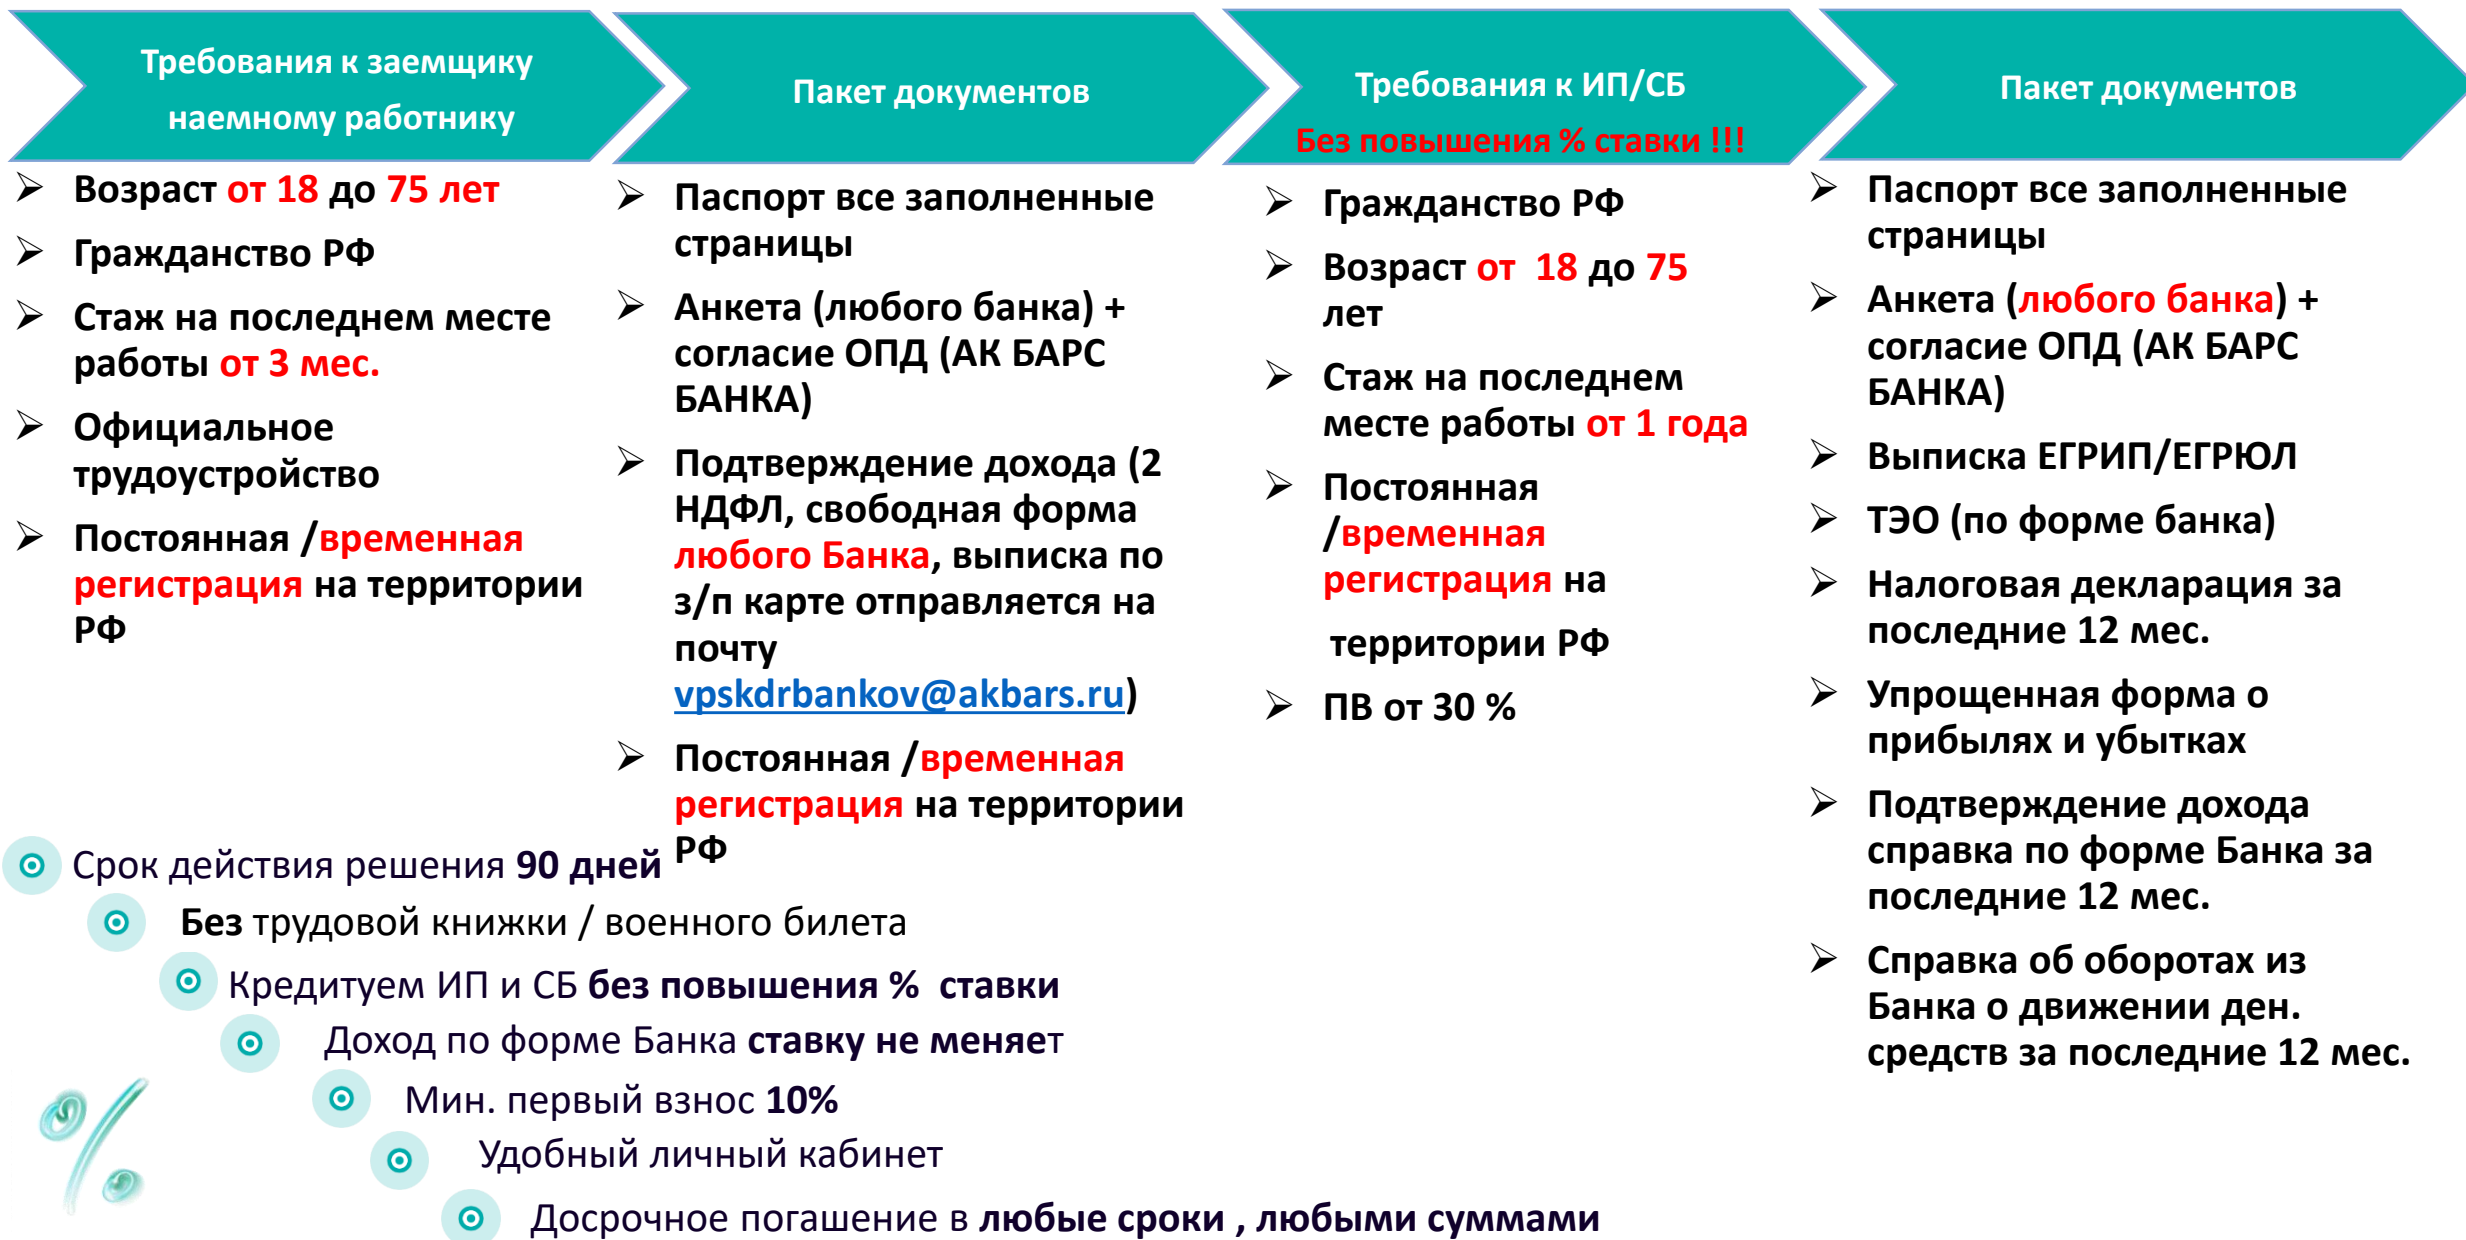 Требования к заемщику
наемному работнику
Возраст от 18 до 75 лет
Гражданство РФ
Стаж на последнем месте
работы от 3 мес.
Официальное
трудоустройство
Постоянная /временная
регистрация на территории
РФ
Пакет документов
Паспорт все заполненные
страницы
Анкета (любого банка) +
согласие ОПД (АК БАРС
БАНКА)
Подтверждение дохода (2
НДФЛ, свободная форма
любого Банка, выписка по
з/п карте отправляется на
почту
vpskdrbankov@akbars.ru)
Постоянная /временная
регистрация на территории
РФ
Требования к ИП/СБ
Без повышения % ставки !!!
Гражданство РФ
Возраст от 18 до 75
лет
Стаж на последнем
месте работы от 1 года
Постоянная
/временная
регистрация на
территории РФ
ПВ от 30 %
Пакет документов
Паспорт все заполненные
страницы
Анкета (любого банка) +
согласие ОПД (АК БАРС
БАНКА)
Выписка ЕГРИП/ЕГРЮЛ
ТЭО (по форме банка)
Налоговая декларация за
последние 12 мес.
Упрощенная форма о
прибылях и убытках
Подтверждение дохода
справка по форме Банка за
последние 12 мес.
Справка об оборотах из
Банка о движении ден.
средств за последние 12 мес.
Срок действия решения 90 дней
Без трудовой книжки / военного билета
Кредитуем ИП и СБ без повышения % ставки
Доход по форме Банка ставку не меняет
Мин. первый взнос 10%
Удобный личный кабинет
Досрочное погашение в любые сроки , любыми суммами
%